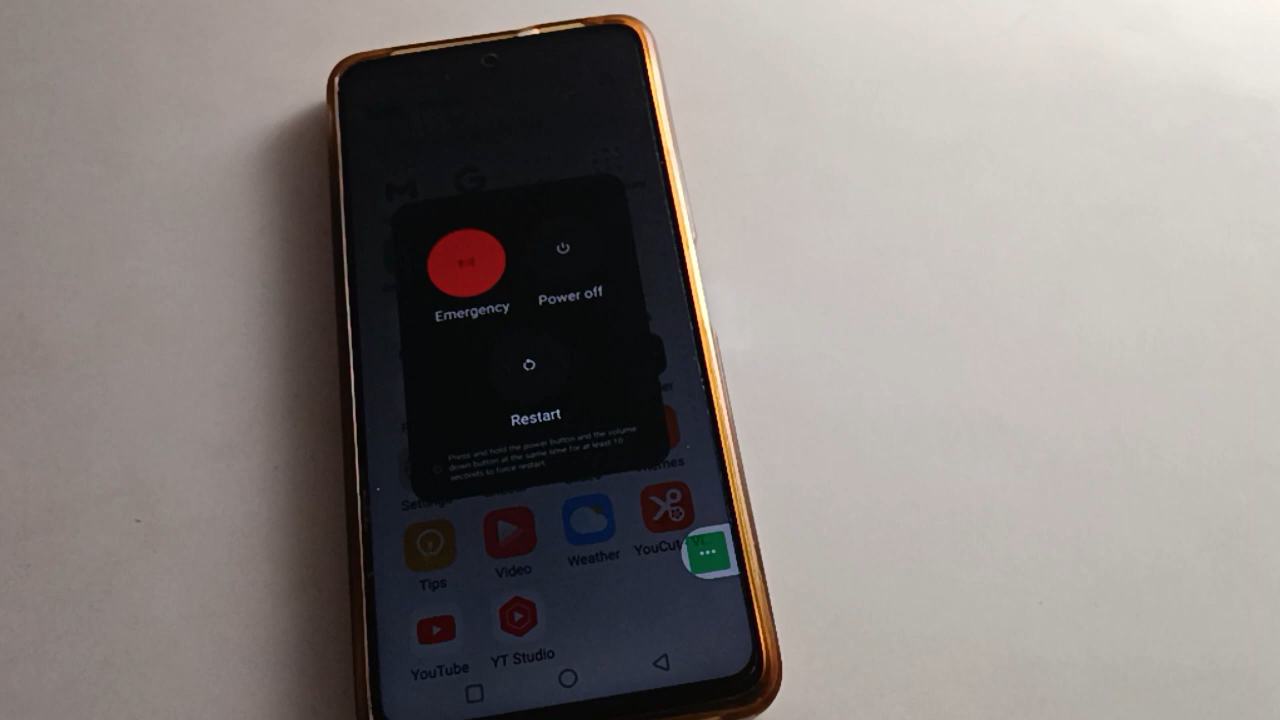 Emergency
Power off
Restart
Press and hold the power button and the volume
down button at the same time for at least 10
seconds to force restart
Tips
Video
Weather
YouCut
YouTube
YT Studio